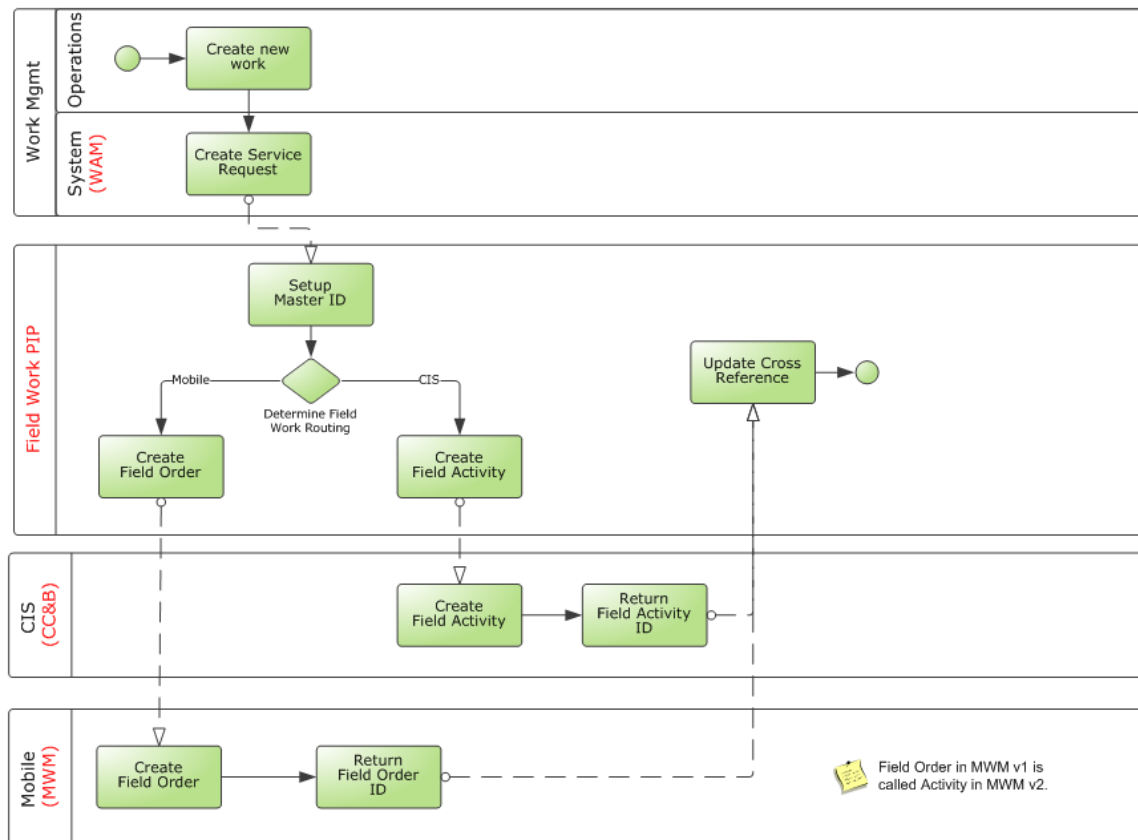 Work Mgmt
Operations
Create new
work
System
(WAM)
Create Service
Request
Field Work PIP
Setup
Master ID
Mobile
CIS
Determine Field
Work Routing
Update Cross
Reference
Create
Field Order
Create
Field Activity
CIS
(CC&B)
Create
Field Activity
Return
Field Activity
ID
Mobile
(MWM)
Create
Field Order
Return
Field Order
ID
Field Order in MWM v1 is
called Activity in MWM v2.